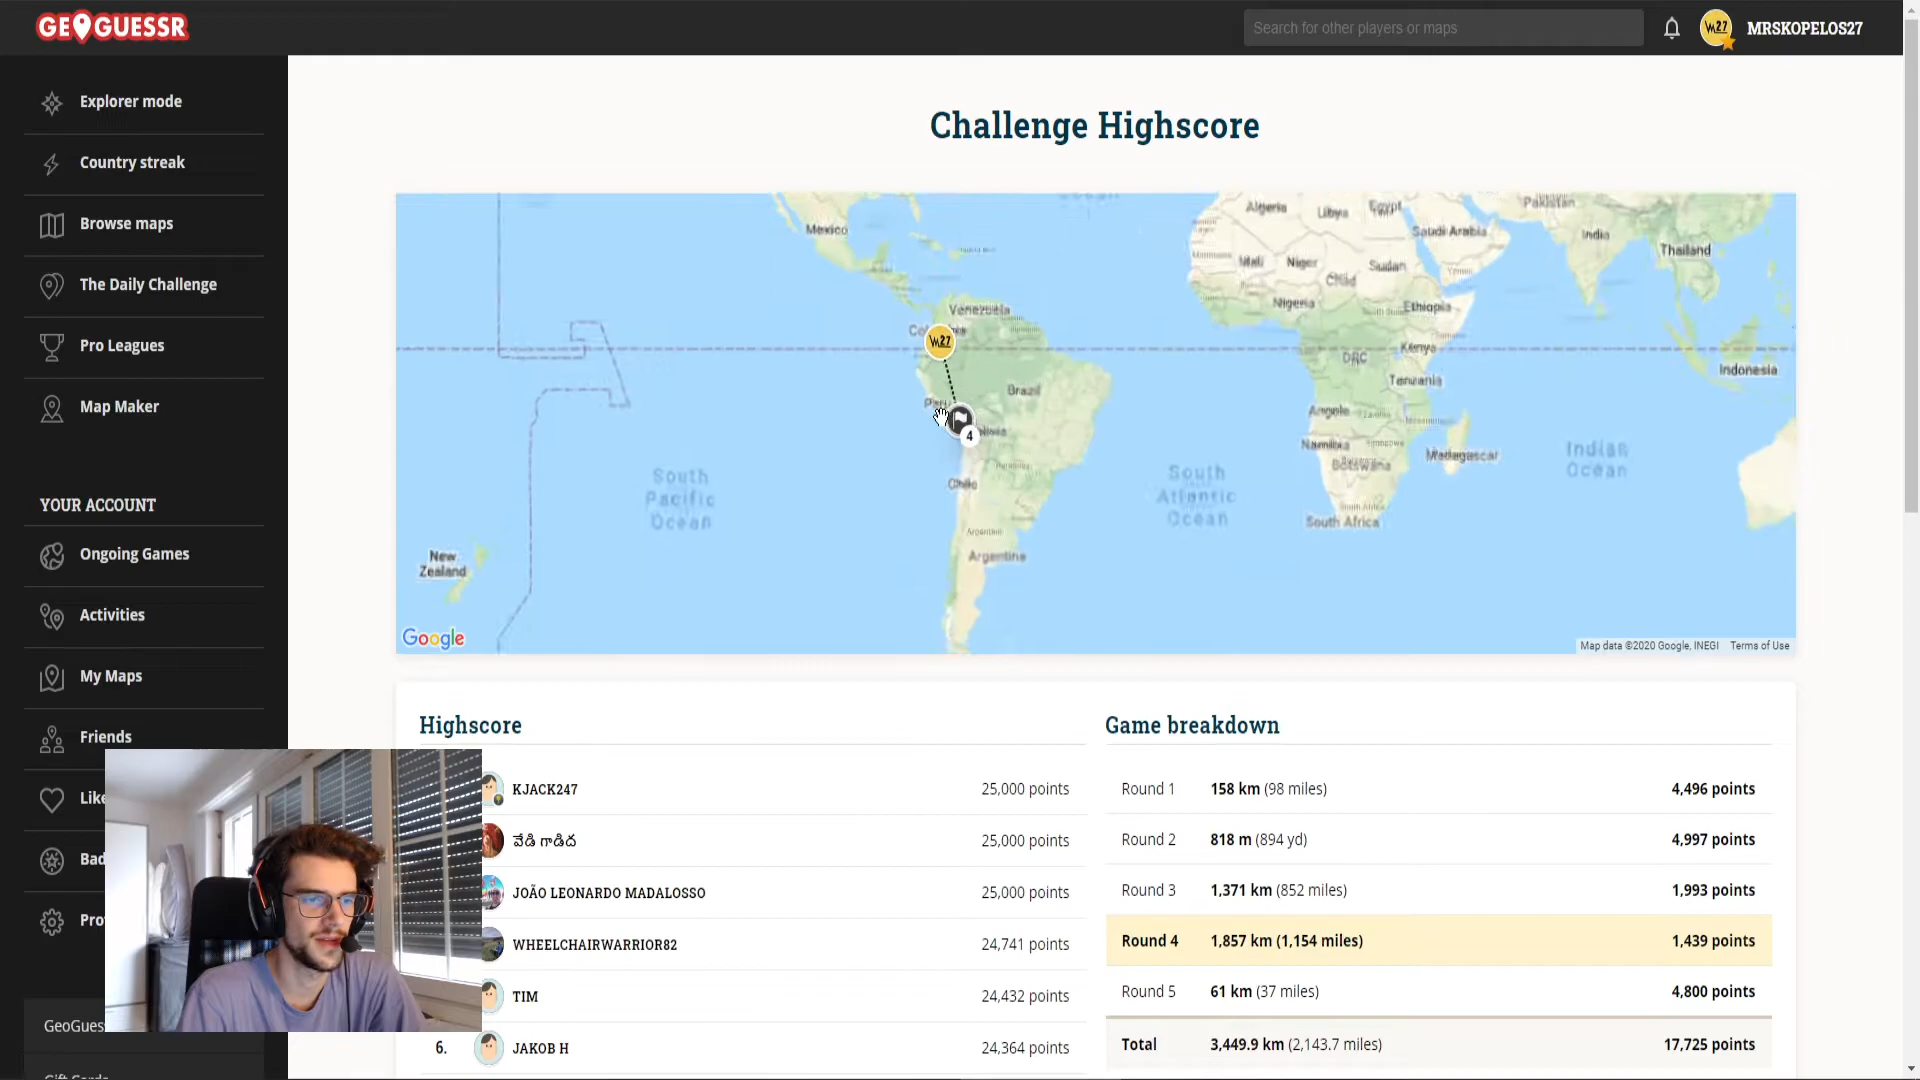 GEOGUESSR
Search for other players or maps
MRSKOPELOS27
Explorer mode
Country streak
Browse maps
The Daily Challenge
Pro Leagues
Map Maker
YOUR ACCOUNT
Ongoing Games
Activities
My Maps
Friends
Challenge Highscore
Mexico
Venezuela
Brazil
Chile
Argentina
South Pacific Ocean
New Zealand
South Atlantic Ocean
Indian Ocean
Algeria
Libya
Egypt
Saudi Arabia
Pakistan
India
Thailand
Mali
Niger
Chad
Sudan
Nigeria
Ethiopia
DRC
Kenya
Tanzania
Angola
Namibia
Botswana
Madagascar
South Africa
Indonesia
4
Google
Map data ©2020 Google, INEGI Terms of Use
Highscore
KJACK247 25,000 points
వేడి గాడిద 25,000 points
JOÃO LEONARDO MADALOSSO 25,000 points
WHEELCHAIRWARRIOR82 24,741 points
TIM 24,432 points
6. JAKOB H 24,364 points
Game breakdown
Round 1 158 km (98 miles) 4,496 points
Round 2 818 m (894 yd) 4,997 points
Round 3 1,371 km (852 miles) 1,993 points
Round 4 1,857 km (1,154 miles) 1,439 points
Round 5 61 km (37 miles) 4,800 points
Total 3,449.9 km (2,143.7 miles) 17,725 points